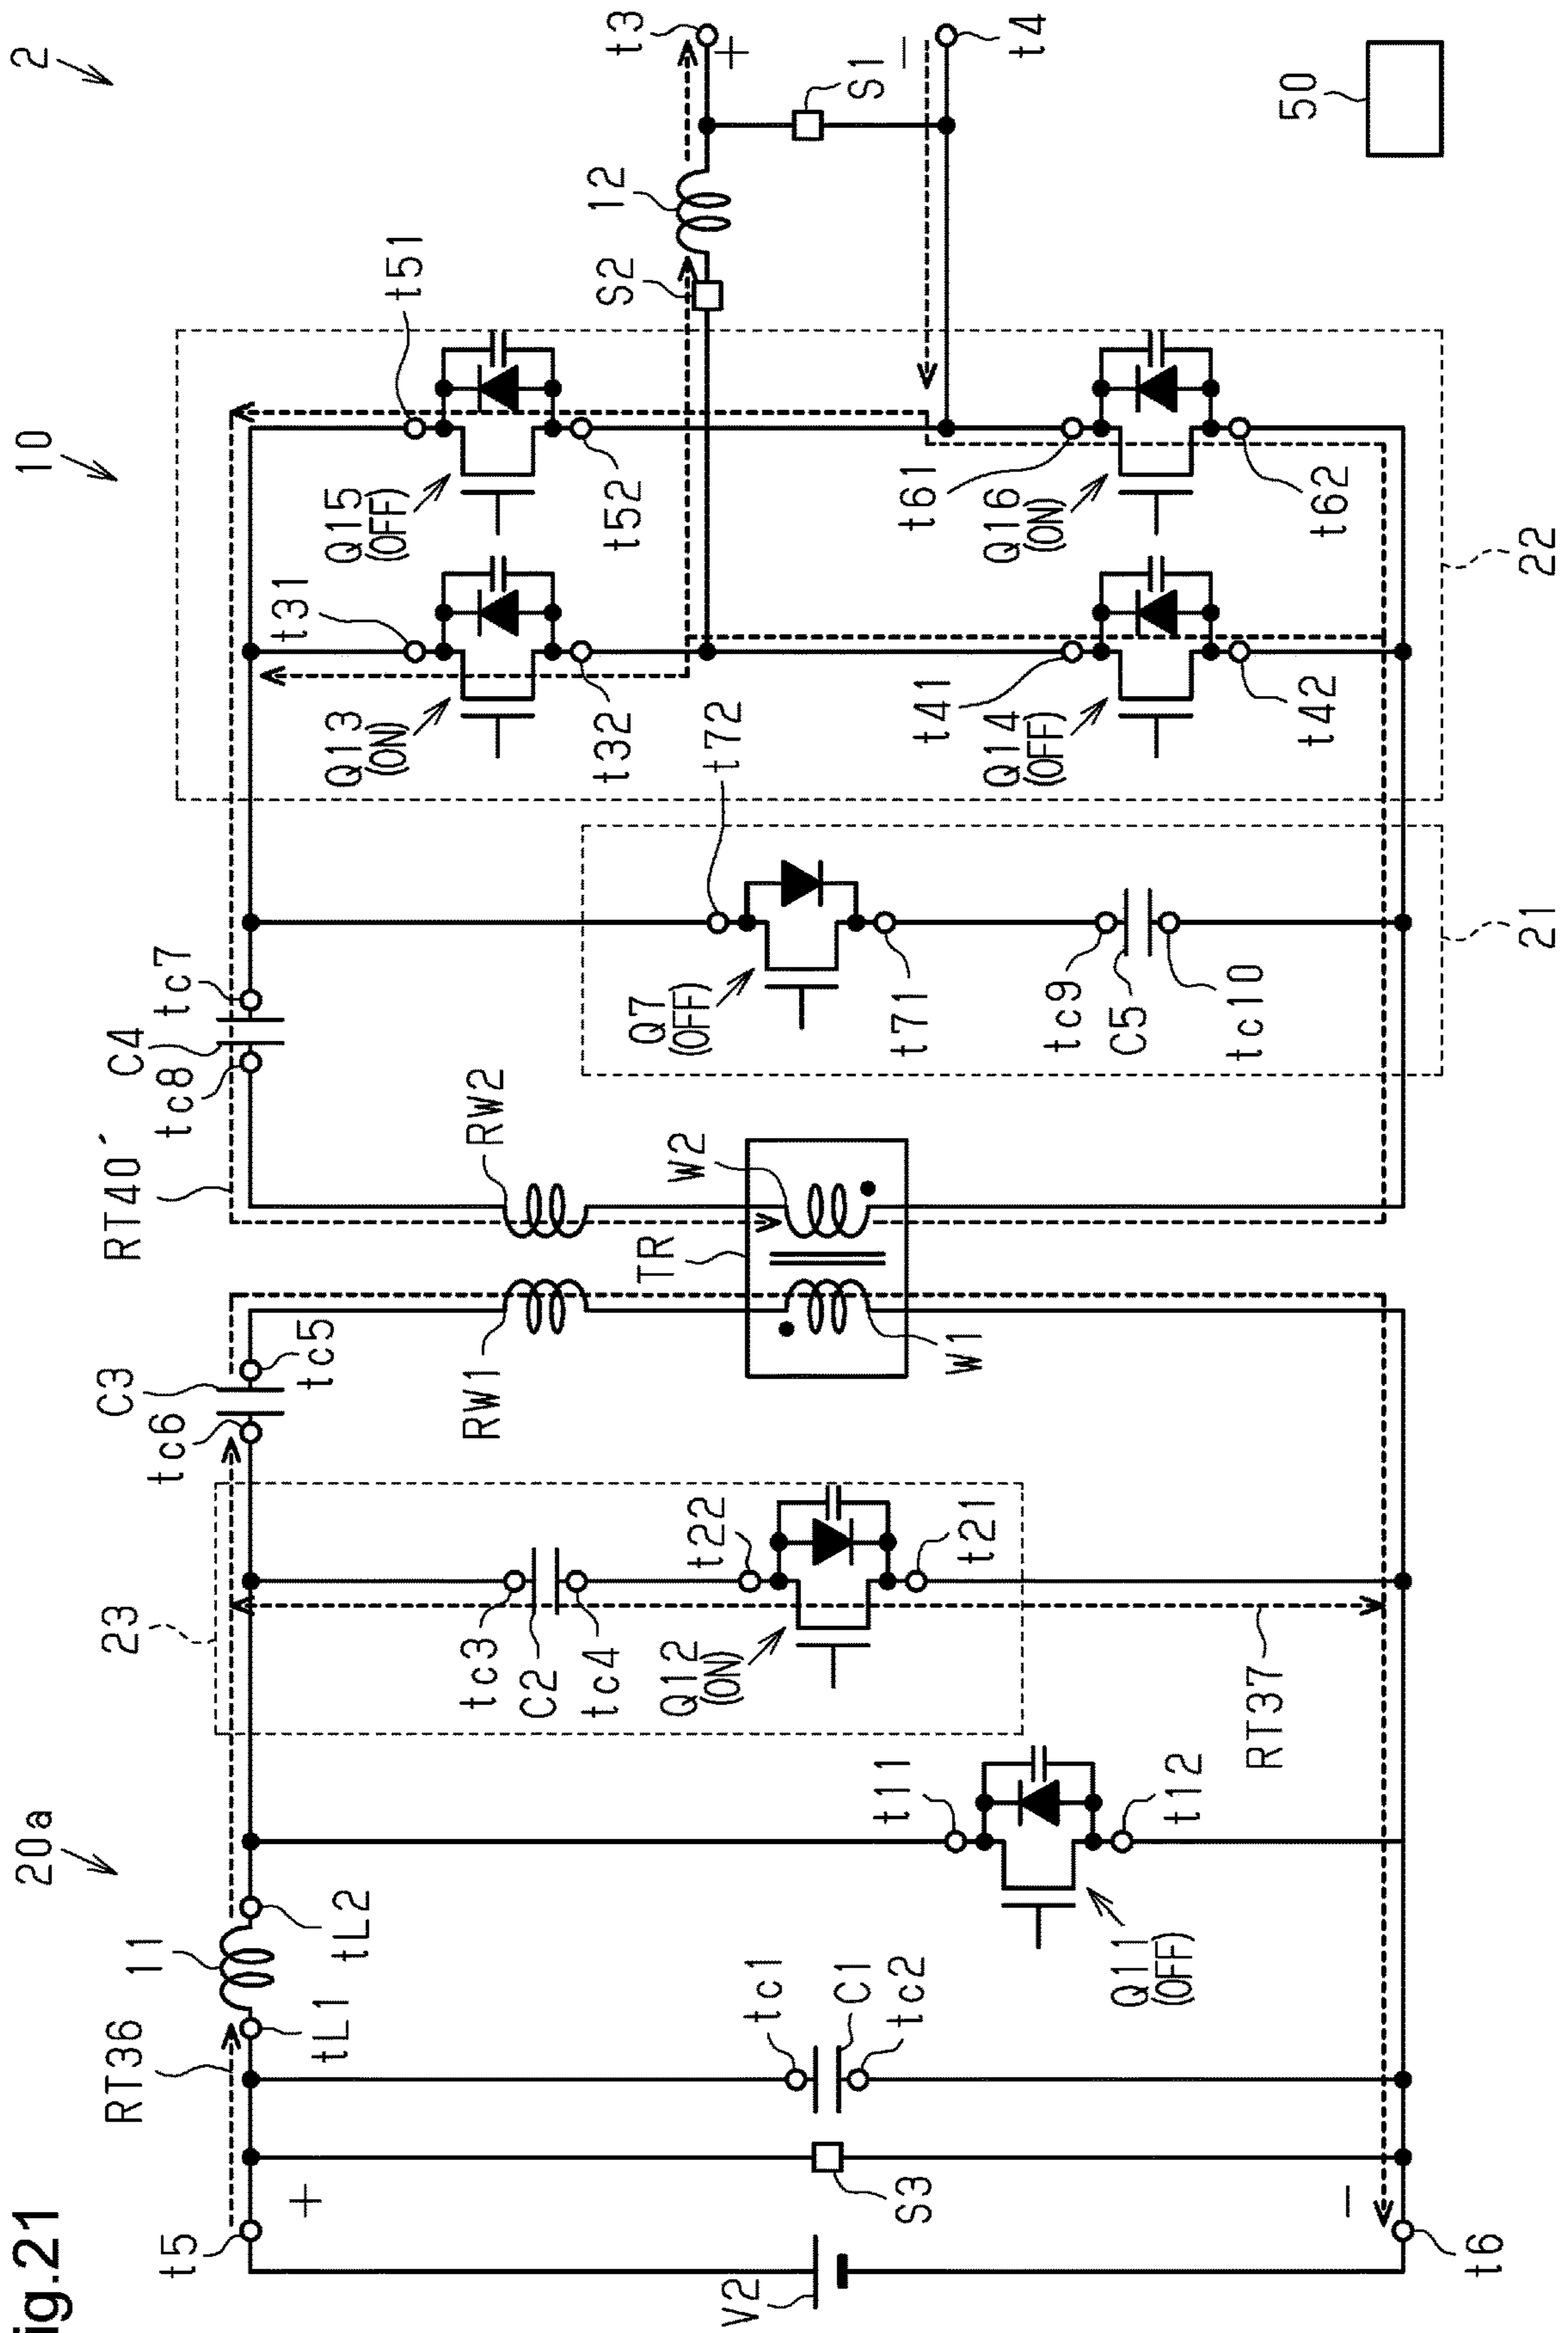 ig.21
2
10
20a
RT36
11
tL1
tL2
23
C3
tc6
tc5
RT40´
C4
tc8
tc7
t5
+
V2
S3
tc1
C1
tc2
Q11
(OFF)
t11
t12
tc3
C2
tc4
Q12
(ON)
t22
t21
RT37
RW1
RW2
TR
W1
W2
Q7
(OFF)
t72
t71
tc9
C5
tc10
21
Q13
(ON)
t31
t32
Q15
(OFF)
t51
t52
Q14
(OFF)
t41
t42
Q16
(ON)
t61
t62
22
S2
12
t3
+
S1
−
t4
50
−
t6